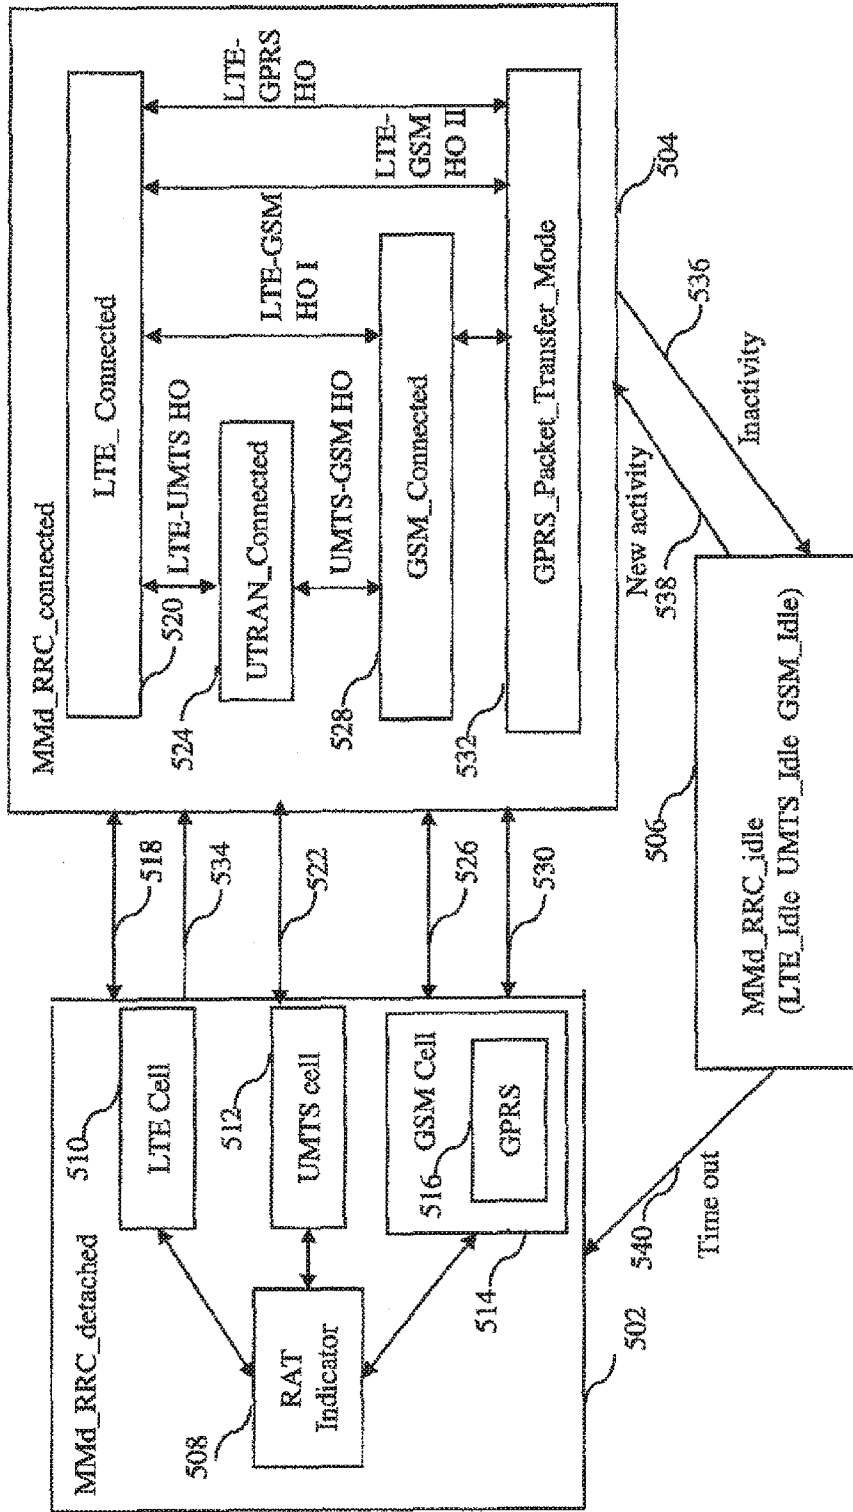 MMd_RRC_detached
RAT
Indicator
508
510
LTE Cell
512
UMTS cell
GSM Cell
516
GPRS
514
502
518
534
522
526
530
MMd_RRC_connected
LTE_ Connected
520
LTE-UMTS HO
524
UTRAN_Connected
UMTS-GSM HO
LTE-GSM
HO I
528
GSM_Connected
LTE-
GSM
HO II
LTE-
GPRS
HO
532
GPRS_Packet_Transfer_Mode
504
New activity
538
536
Inactivity
506
MMd_RRC_idle
(LTE_Idle UMTS_Idle GSM_Idle)
540
Time out